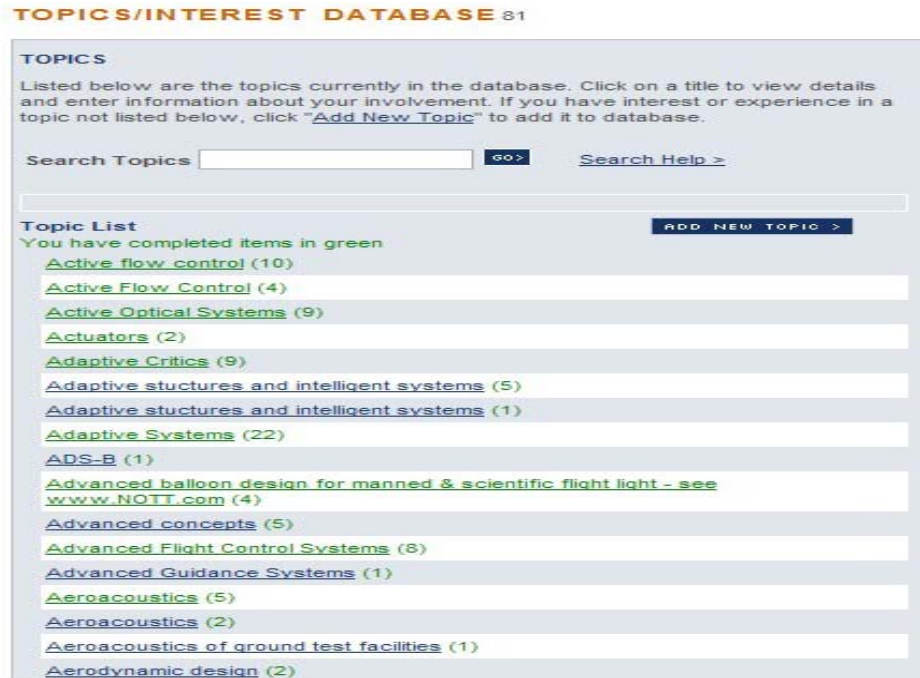 TOPICS/INTEREST DATABASE 81
TOPICS
Listed below are the topics currently in the database. Click on a title to view details
and enter information about your involvement. If you have interest or experience in a
topic not listed below, click "Add New Topic" to add it to database.
Search Topics GO> Search Help >
Topic List ADD NEW TOPIC >
You have completed items in green
Active flow control (10)
Active Flow Control (4)
Active Optical Systems (9)
Actuators (2)
Adaptive Critics (9)
Adaptive stuctures and intelligent systems (5)
Adaptive stuctures and intelligent systems (1)
Adaptive Systems (22)
ADS-B (1)
Advanced balloon design for manned & scientific flight light - see
www.NOTT.com (4)
Advanced concepts (5)
Advanced Flight Control Systems (8)
Advanced Guidance Systems (1)
Aeroacoustics (5)
Aeroacoustics (2)
Aeroacoustics of ground test facilities (1)
Aerodynamic design (2)